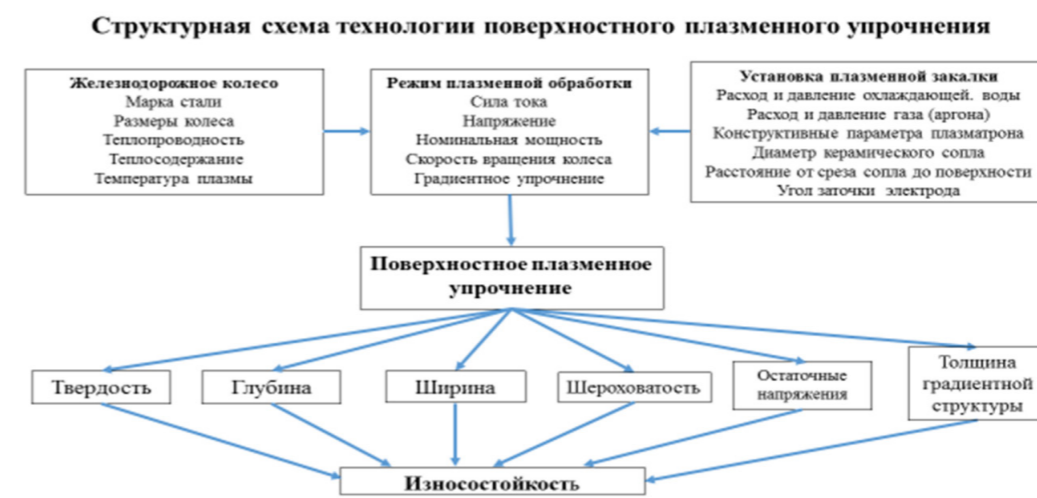 Структурная схема технологии поверхностного плазменного упрочнения
Железнодорожное колесо
Марка стали
Размеры колеса
Теплопроводность
Теплосодержание
Температура плазмы
Режим плазменной обработки
Сила тока
Напряжение
Номинальная мощность
Скорость вращения колеса
Градиентное упрочнение
Установка плазменной закалки
Расход и давление охлаждающей. воды
Расход и давление газа (аргона)
Конструктивные параметра плазматрона
Диаметр керамического сопла
Расстояние от среза сопла до поверхности
Угол заточки электрода
Поверхностное плазменное
упрочнение
Твердость
Глубина
Ширина
Шероховатость
Остаточные
напряжения
Толщина
градиентной
структуры
Износостойкость